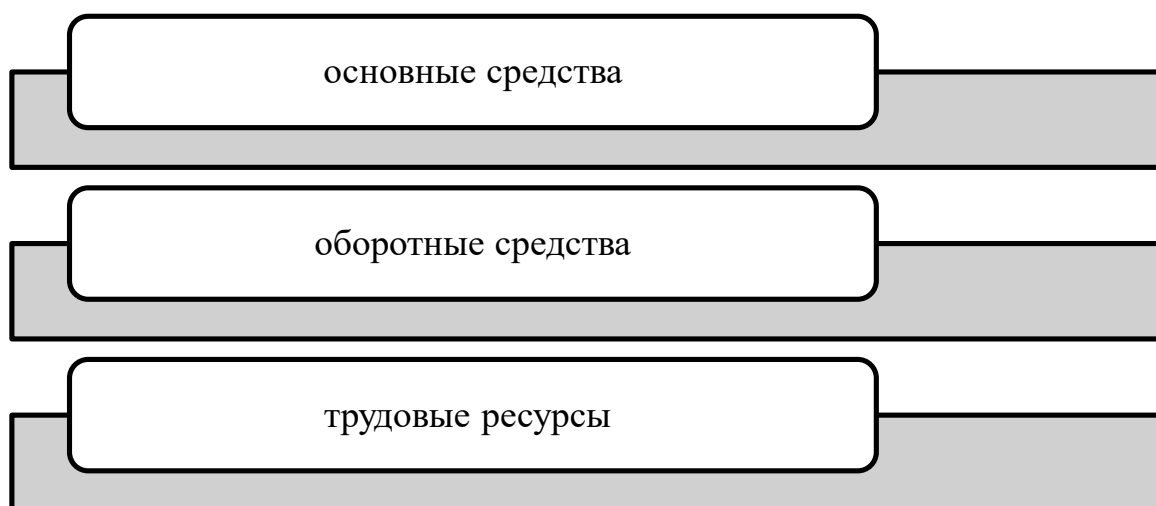 основные средства
оборотные средства
трудовые ресурсы